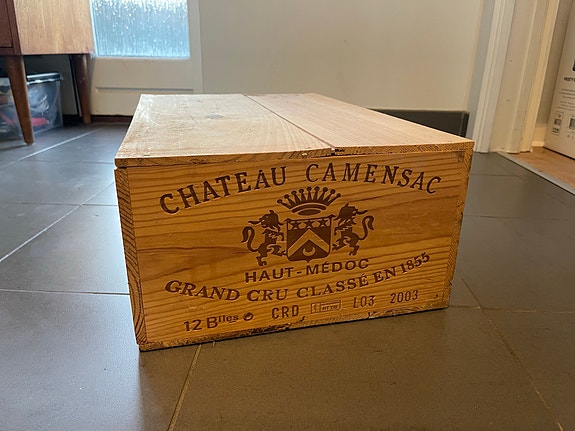 CHATEAU CAMENSAC
HAUT-MÉDOC
GRAND CRU CLASSÉ EN 1855
12 Blles CRD L03 2003